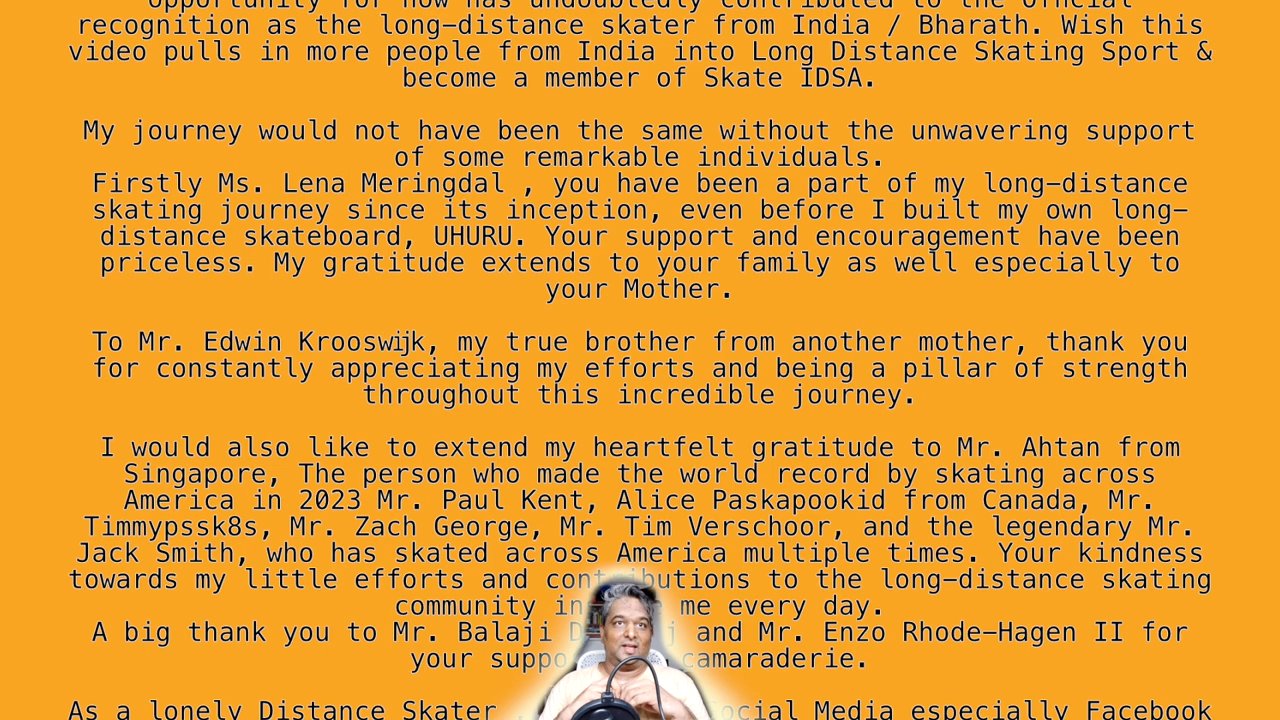 opportunity for now has undoubtedly contributed to the official
recognition as the long-distance skater from India / Bharath. Wish this
video pulls in more people from India into Long Distance Skating Sport &
become a member of Skate IDSA.
My journey would not have been the same without the unwavering support
of some remarkable individuals.
Firstly Ms. Lena Meringdal , you have been a part of my long-distance
skating journey since its inception, even before I built my own long-
distance skateboard, UHURU. Your support and encouragement have been
priceless. My gratitude extends to your family as well especially to
your Mother.
To Mr. Edwin Krooswijk, my true brother from another mother, thank you
for constantly appreciating my efforts and being a pillar of strength
throughout this incredible journey.
I would also like to extend my heartfelt gratitude to Mr. Ahtan from
Singapore, The person who made the world record by skating across
America in 2023 Mr. Paul Kent, Alice Paskapookid from Canada, Mr.
Timmypssk8s, Mr. Zach George, Mr. Tim Verschoor, and the legendary Mr.
Jack Smith, who has skated across America multiple times. Your kindness
towards my little efforts and contributions to the long-distance skating
community me every day.
A big thank you to Mr. Balaji and Mr. Enzo Rhode-Hagen II for
your camaraderie.
As a lonely Distance Skater Social Media especially Facebook